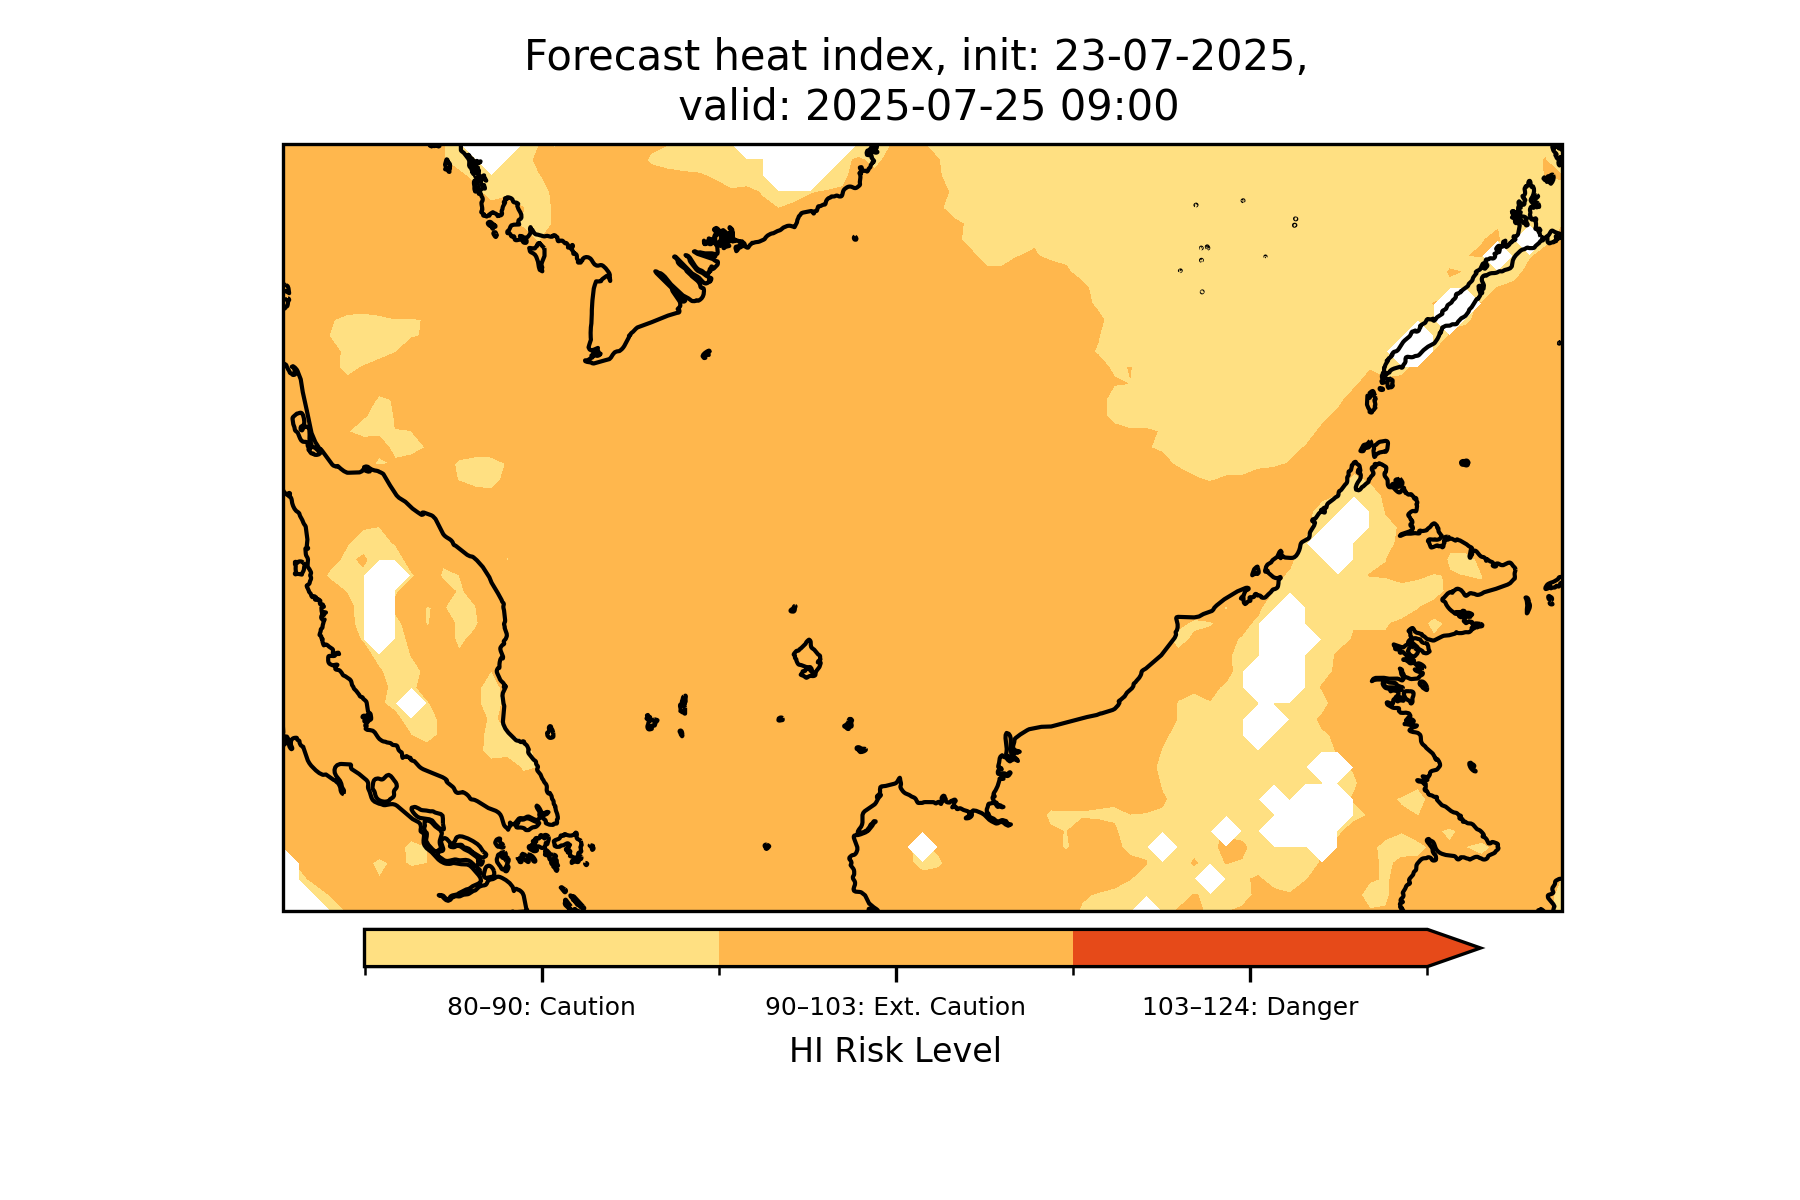 Forecast heat index, init: 23-07-2025,
valid: 2025-07-25 09:00
80–90: Caution
90–103: Ext. Caution
103–124: Danger
HI Risk Level